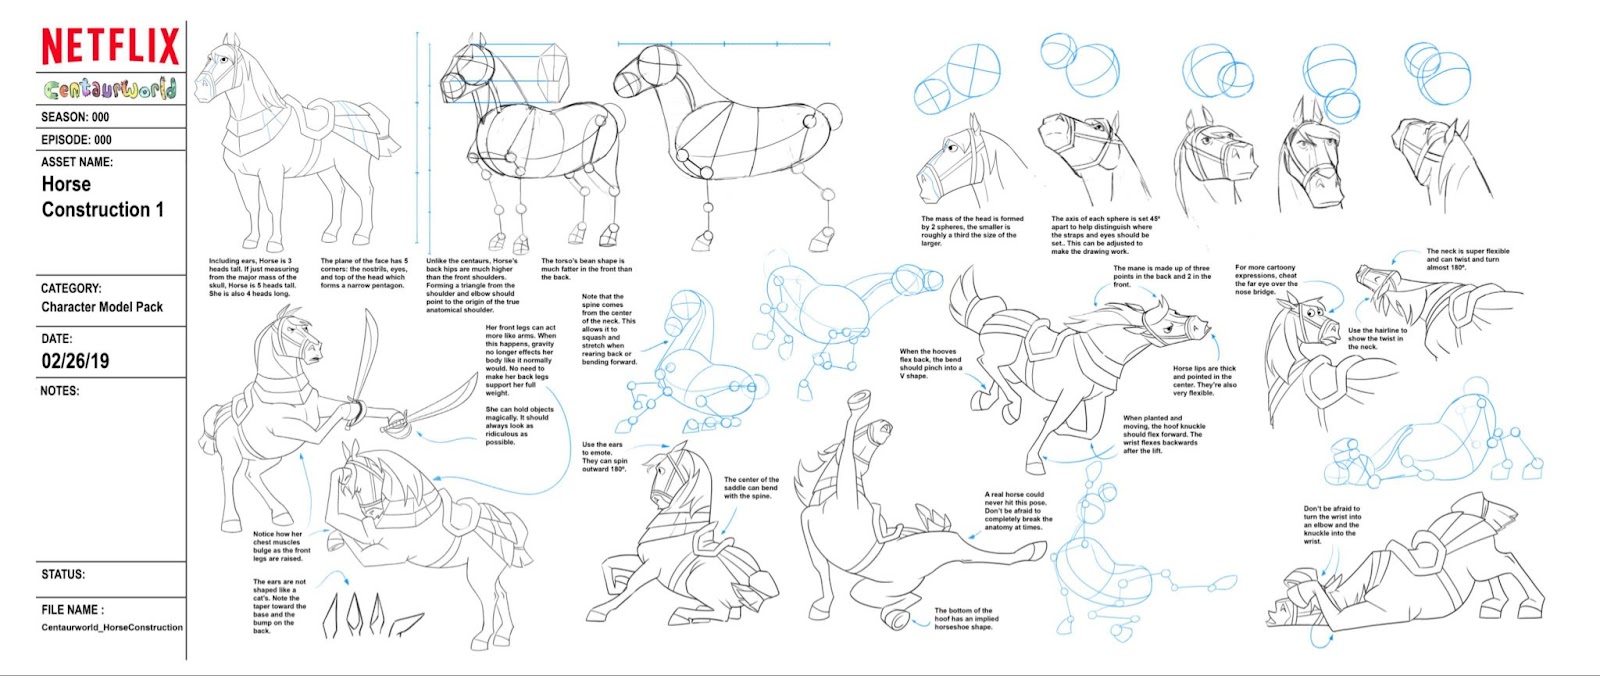 NETFLIX
Centaurworld
SEASON: 000
EPISODE: 000
ASSET NAME:
Horse
Construction 1
CATEGORY:
Character Model Pack
DATE:
02/26/19
NOTES:
STATUS:
FILE NAME :
Centaurworld_HorseConstruction
Including ears, Horse is 3
heads tall. If just measuring
from the major mass of the
skull, Horse is 5 heads tall.
She is also 4 heads long.
The plane of the face has 5
corners: the nostrils, eyes,
and top of the head which
forms a narrow pentagon.
Unlike the centaurs, Horse's
back hips are much higher
than the front shoulders.
Forming a triangle from the
shoulder and elbow should
point to the origin of the true
anatomical shoulder.
The torso's bean shape is
much fatter in the front than
the back.
The mass of the head is formed
by 2 spheres, the smaller is
roughly a third the size of the
larger.
The axis of each sphere is set 45º
apart to help distinguish where
the straps and eyes should be
set.. This can be adjusted to
make the drawing work.
The neck is super flexible
and can twist and turn
almost 180º.
The mane is made up of three
points in the back and 2 in the
front.
For more cartoony
expressions, cheat
the far eye over the
nose bridge.
Note that the
spine comes
from the center
of the neck. This
allows it to
squash and
stretch when
rearing back or
bending forward.
Her front legs can act
more like arms. When
this happens, gravity
no longer effects her
body like it normally
would. No need to
make her back legs
support her full
weight.
She can hold objects
magically. It should
always look as
ridiculous as
possible.
When the hooves
flex back, the bend
should pinch into a
V shape.
Horse lips are thick
and pointed in the
center. They're also
very flexible.
Use the hairline to
show the twist in
the neck.
When planted and
moving, the hoof knuckle
should flex forward. The
wrist flexes backwards
after the lift.
Use the ears
to emote.
They can spin
outward 180º.
The center of the
saddle can bend
with the spine.
A real horse could
never hit this pose.
Don't be afraid to
completely break the
anatomy at times.
Don't be afraid to
turn the wrist into
an elbow and the
knuckle into the
wrist.
Notice how her
chest muscles
bulge as the front
legs are raised.
The ears are not
shaped like a
cat's. Note the
taper toward the
base and the
bump on the
back.
The bottom of the
hoof has an implied
horseshoe shape.